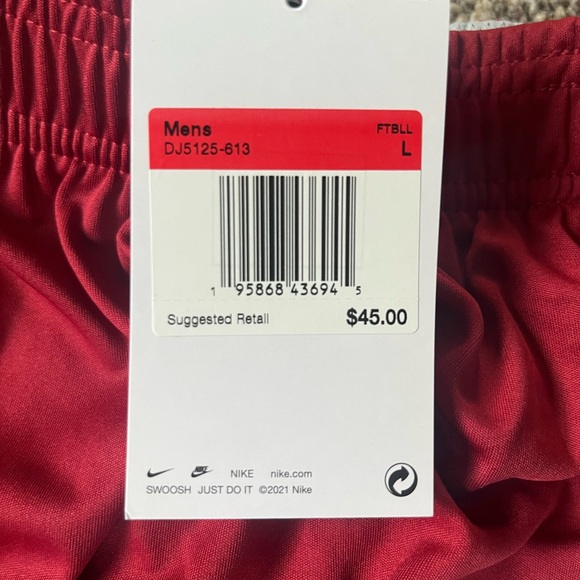 Mens FTBLL
DJ5125-613 L
1 95868 43694 5
Suggested Retail $45.00
NIKE NIKE nike.com
SWOOSH JUST DO IT ©2021 Nike